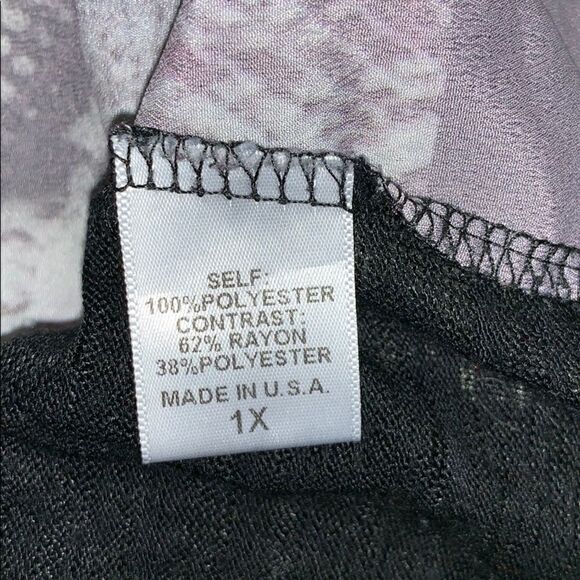 SELF:
100%POLYESTER
CONTRAST:
62% RAYON
38%POLYESTER
MADE IN U.S.A.
1X